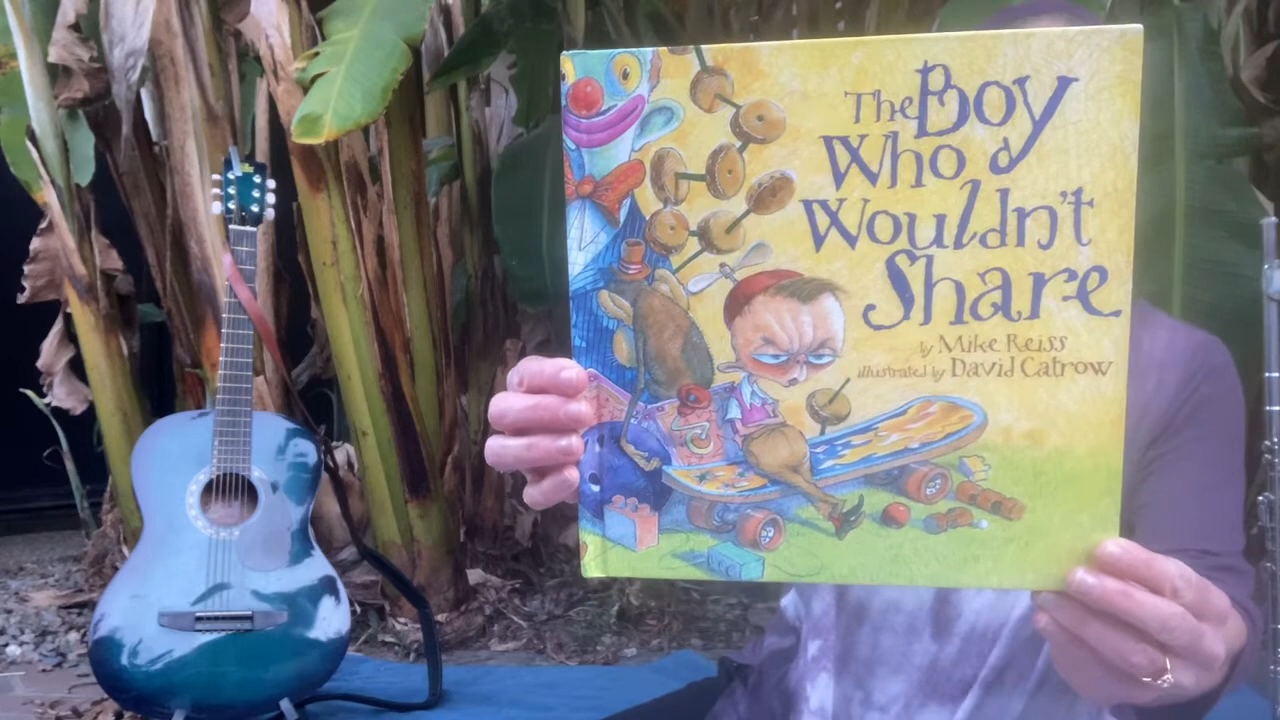 The Boy
Who
Wouldn't
Share
by Mike Reiss
illustrated by David Catrow